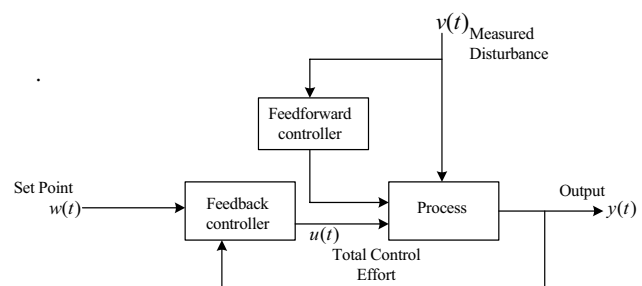 v(t)
Measured
Disturbance
Feedforward
controller
Set Point
w(t)
Feedback
controller
u(t)
Process
Output
y(t)
Total Control
Effort